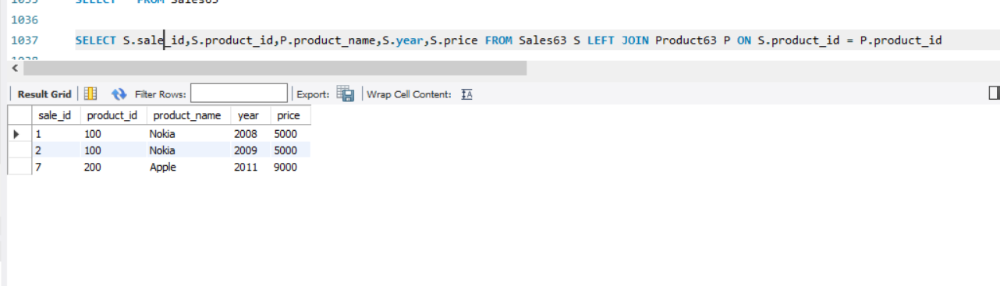 1035 SELECT * FROM Sales63
1036
1037 SELECT S.sale_id,S.product_id,P.product_name,S.year,S.price FROM Sales63 S LEFT JOIN Product63 P ON S.product_id = P.product_id
1038
Result Grid Filter Rows: Export: Wrap Cell Content: IA
sale_id product_id product_name year price
1 100 Nokia 2008 5000
2 100 Nokia 2009 5000
7 200 Apple 2011 9000